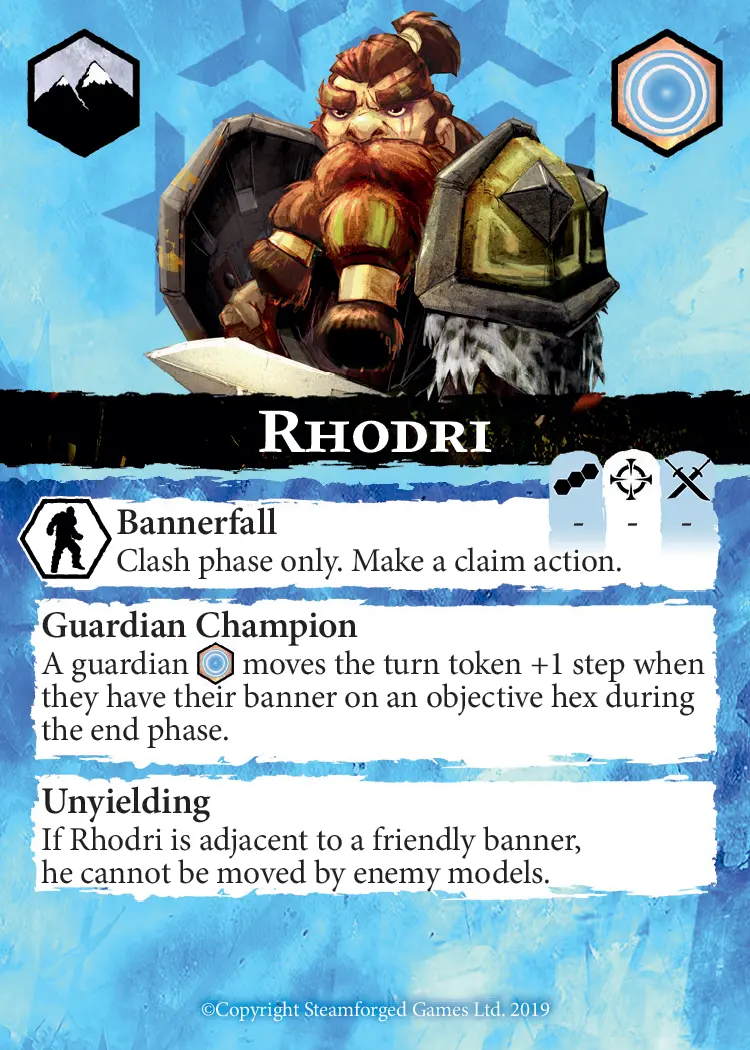 Rhodri
Bannerfall
- - -
Clash phase only. Make a claim action.
Guardian Champion
A guardian moves the turn token +1 step when
they have their banner on an objective hex during
the end phase.
Unyielding
If Rhodri is adjacent to a friendly banner,
he cannot be moved by enemy models.
©Copyright Steamforged Games Ltd. 2019